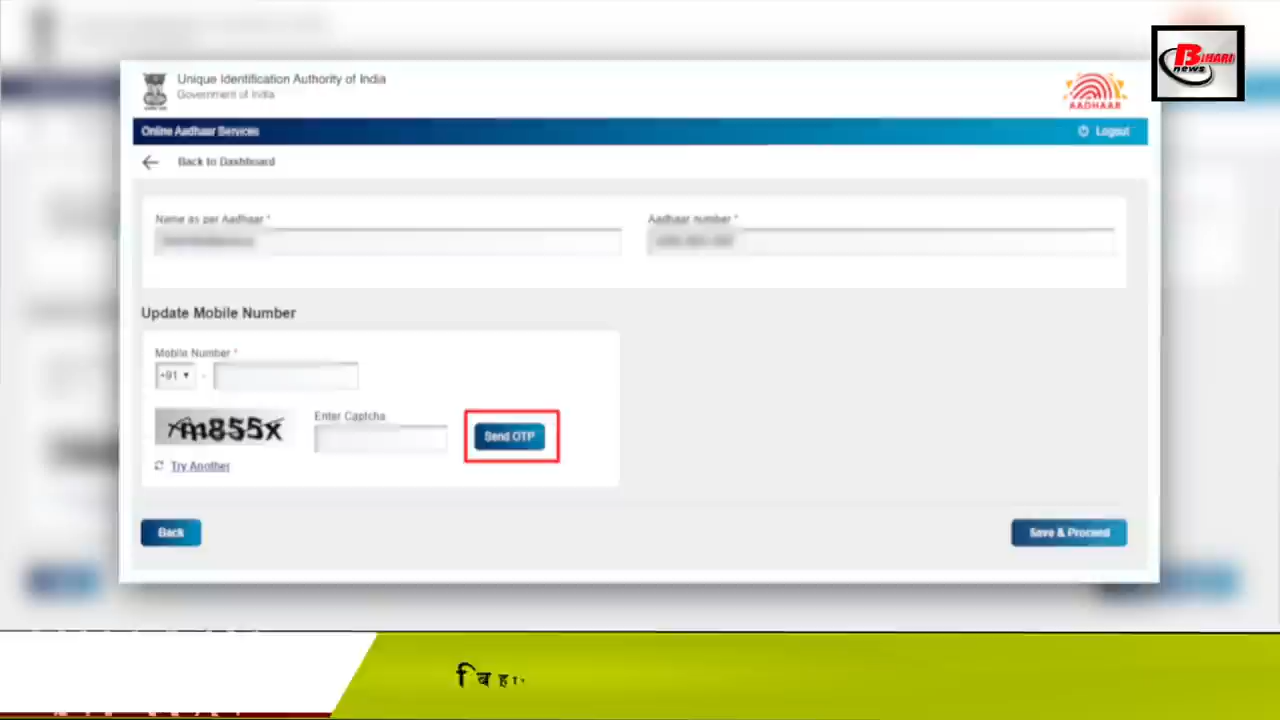 BIHARI
news
Unique Identification Authority of India
Government of India
AADHAAR
Online Aadhaar Services
Logout
Back to Dashboard
Name as per Aadhaar *
Aadhaar number *
Update Mobile Number
Mobile Number *
+91
-
m855x
Enter Captcha
Send OTP
Try Another
Back
Save & Proceed